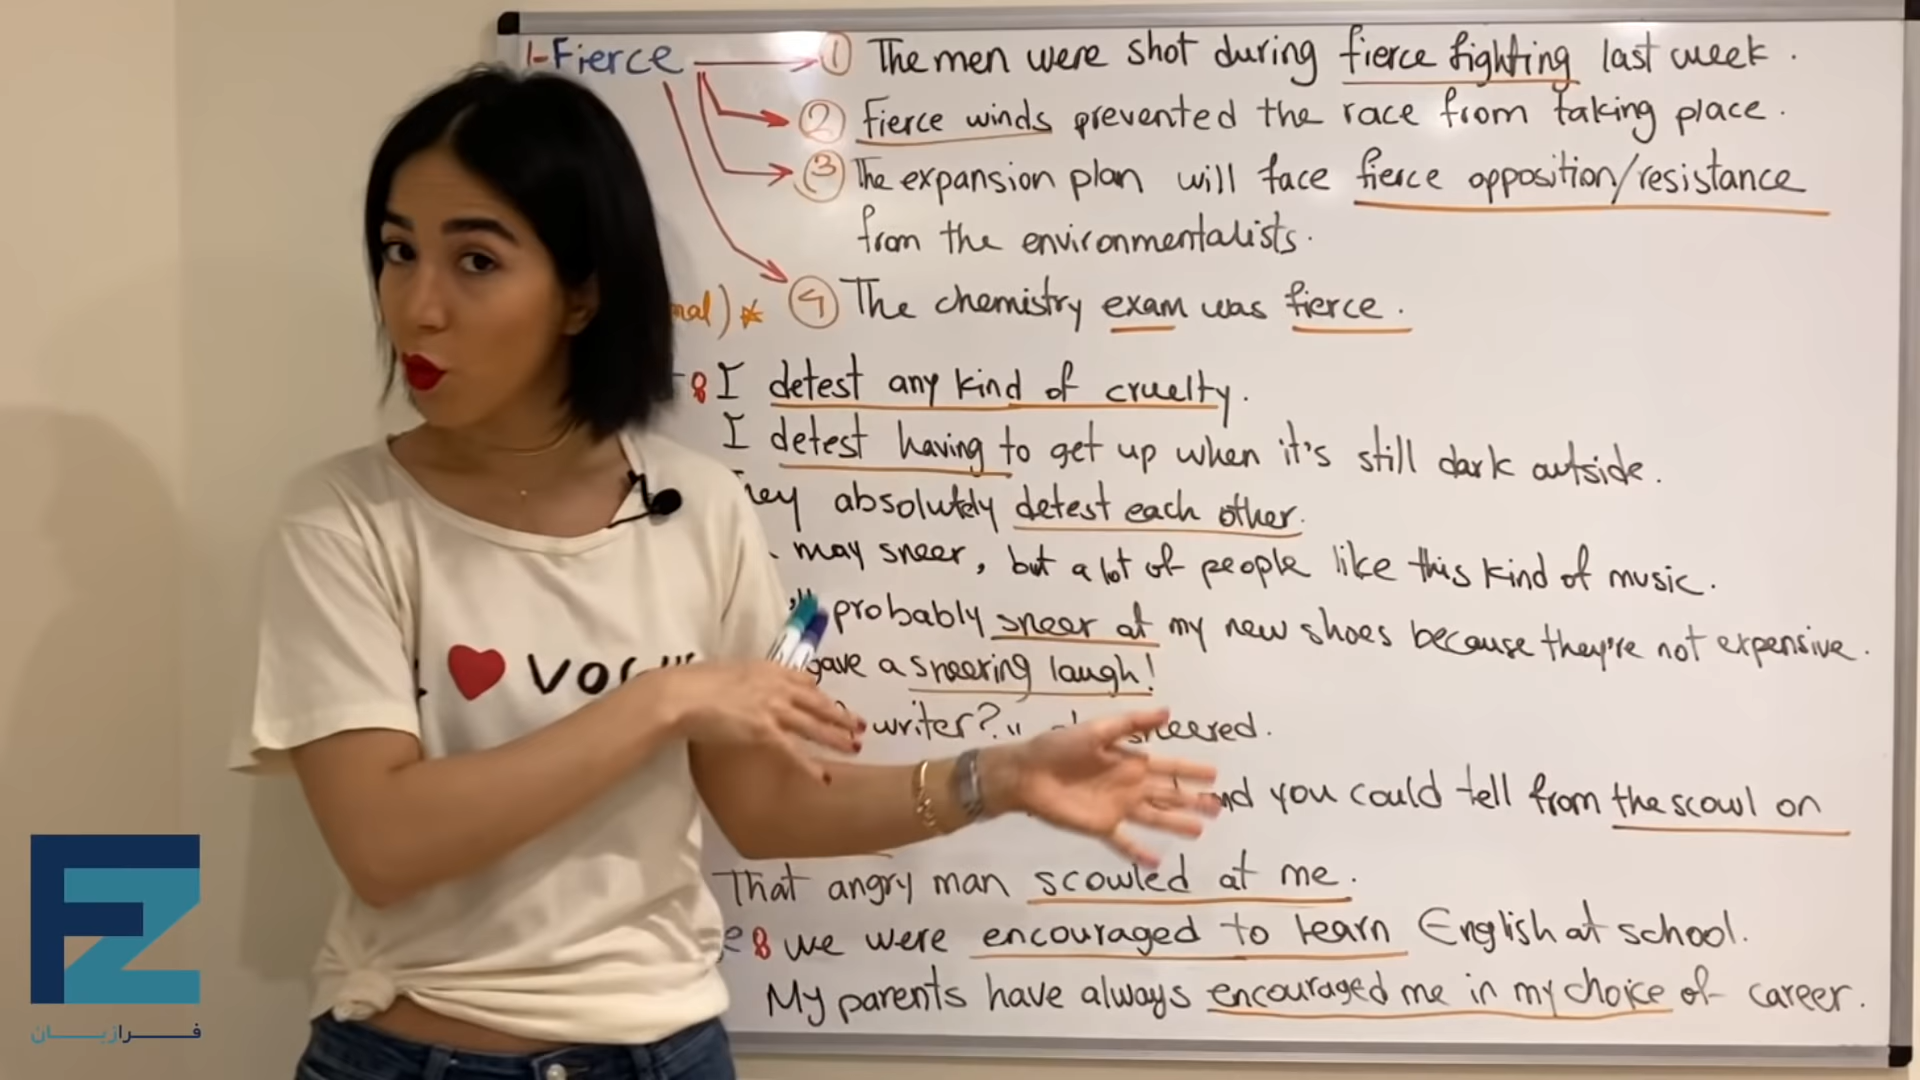 1-Fierce
① The men were shot during fierce fighting last week.
② Fierce winds prevented the race from taking place.
③ The expansion plan will face fierce opposition/resistance
from the environmentalists.
④ The chemistry exam was fierce.
I detest any kind of cruelty.
I detest having to get up when it's still dark outside.
absolutely detest each other.
may sneer, but a lot of people like this kind of music.
probably sneer at my new shoes because they're not expensive.
gave a sneering laugh!
writer?" sneered.
and you could tell from the scowl on
That angry man scowled at me.
we were encouraged to learn English at school.
My parents have always encouraged me in my choice of career.
❤ VOGUE
FZ
فرازبان